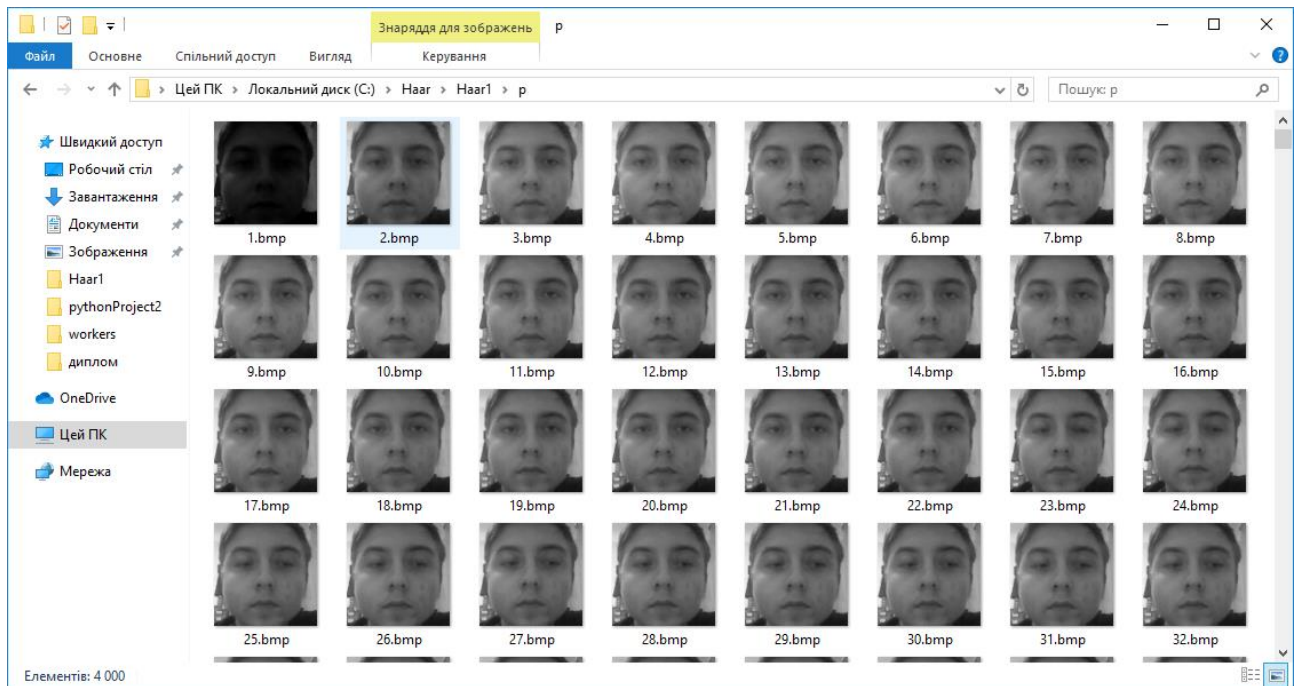 Знаряддя для зображень p
Файл Основне Спільний доступ Вигляд Керування
Цей ПК › Локальний диск (C:) › Haar › Haar1 › p Пошук: p
Швидкий доступ
Робочий стіл
Завантаження
Документи
Зображення
Haar1
pythonProject2
workers
диплом
OneDrive
Цей ПК
Мережа
1.bmp 2.bmp 3.bmp 4.bmp 5.bmp 6.bmp 7.bmp 8.bmp
9.bmp 10.bmp 11.bmp 12.bmp 13.bmp 14.bmp 15.bmp 16.bmp
17.bmp 18.bmp 19.bmp 20.bmp 21.bmp 22.bmp 23.bmp 24.bmp
25.bmp 26.bmp 27.bmp 28.bmp 29.bmp 30.bmp 31.bmp 32.bmp
Елементів: 4 000